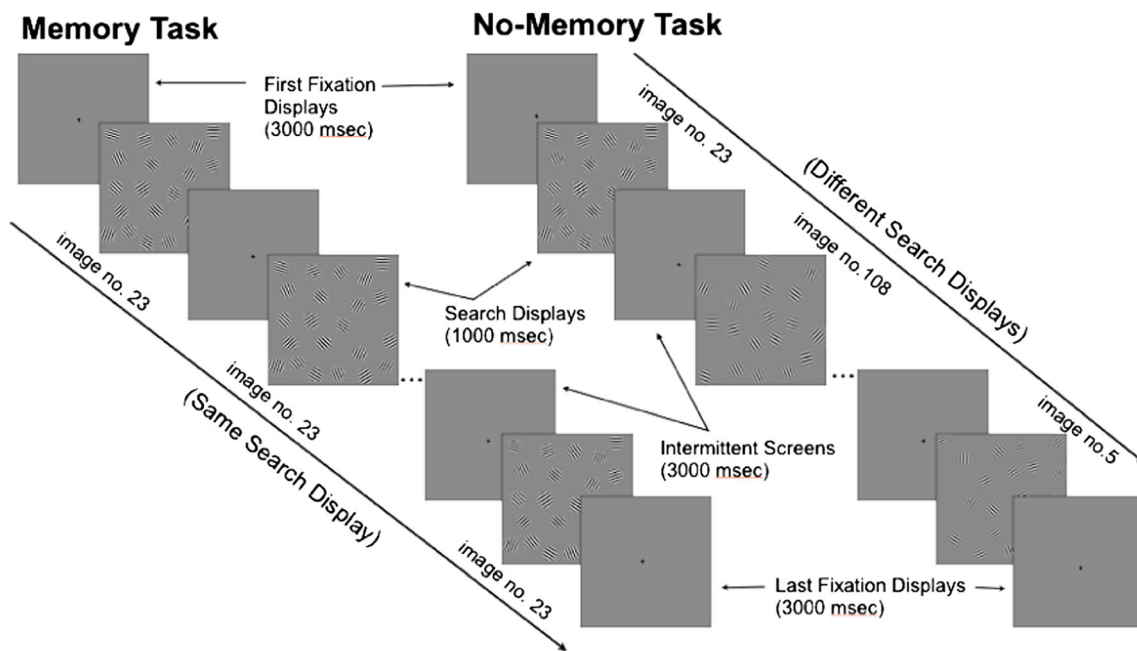 Memory Task
No-Memory Task
First Fixation
Displays
(3000 msec)
image no. 23
(Different Search Displays)
image no.108
image no.5
image no. 23
image no. 23
image no. 23
(Same Search Display)
Search Displays
(1000 msec)
...
...
Intermittent Screens
(3000 msec)
Last Fixation Displays
(3000 msec)